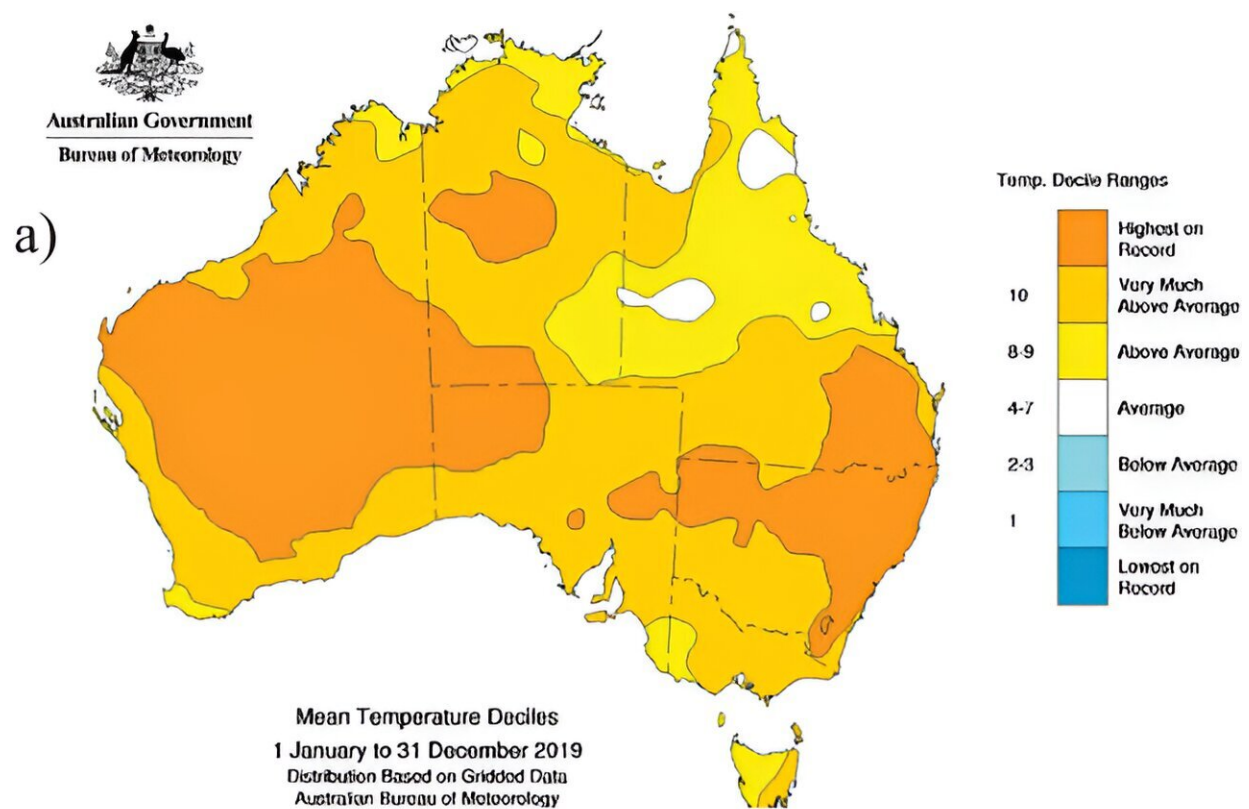 Australian Government
Bureau of Meteorology
a)
Temp. Decile Ranges
Highest on
Record
10
Very Much
Above Average
8-9
Above Average
4-7
Average
2-3
Below Average
1
Very Much
Below Average
Lowest on
Record
Mean Temperature Deciles
1 January to 31 December 2019
Distribution Based on Gridded Data
Australian Bureau of Meteorology